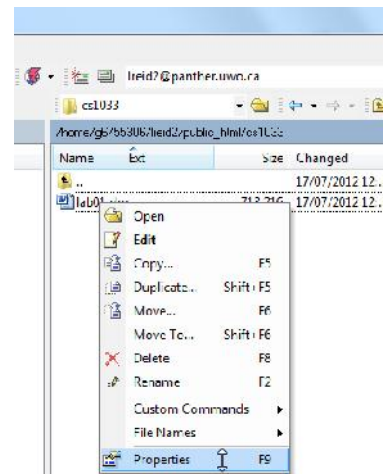 lreid2@panther.uwo.ca
cs1033
Name Ext Size Changed
.. 17/07/2012 12...
17/07/2012 12...
Open
Edit
Copy... F5
Duplicate... Shift+F5
Move... F6
Move To... Shift+F6
Delete F8
Rename F2
Custom Commands
File Names
Properties F9